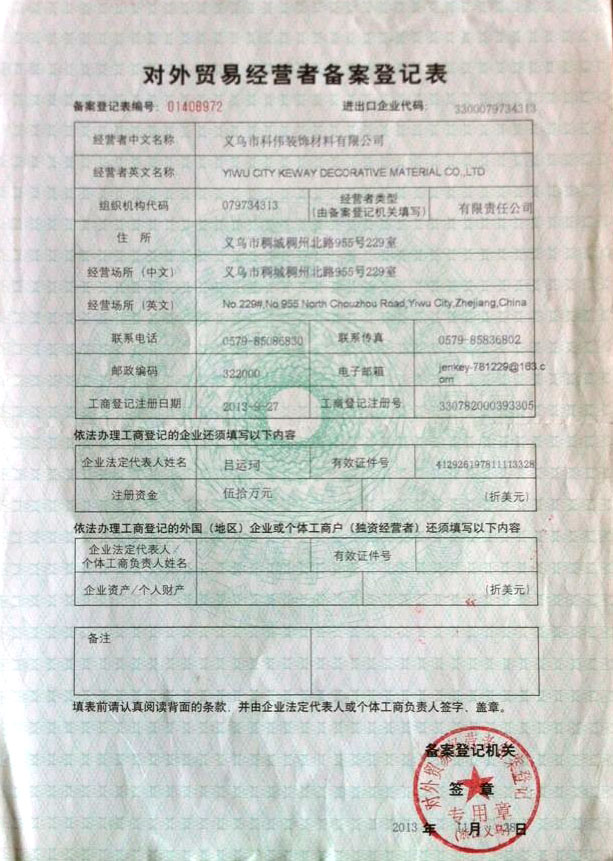 对外贸易经营者备案登记表
备案登记表编号: 01406972 进出口企业代码: 3300079734313
经营者中文名称 义乌市科伟装饰材料有限公司
经营者英文名称 YIWU CITY KEWAY DECORATIVE MATERIAL CO.,LTD
组织机构代码 079734313 经营者类型 (由备案登记机关填写) 有限责任公司
住 所 义乌市稠城稠州北路955号229室
经营场所(中文) 义乌市稠城稠州北路955号229室
经营场所(英文) No.229#,No.955 North Chouzhou Road,Yiwu City,Zhejiang,China
联系电话 0579-85086830 联系传真 0579-85836802
邮政编码 322000 电子邮箱 jenkey-781229@163.com
工商登记注册日期 2013-9-27 工商登记注册号 330782000393305
依法办理工商登记的企业还须填写以下内容
企业法定代表人姓名 吕运珂 有效证件号 412926197811113328
注册资金 伍拾万元 (折美元)
依法办理工商登记的外国(地区)企业或个体工商户(独资经营者)还须填写以下内容
企业法定代表人/
个体工商负责人姓名 有效证件号
企业资产/个人财产 (折美元)
备注
填表前请认真阅读背面的条款,并由企业法定代表人或个体工商负责人签字、盖章。
备案登记机关
签 章
对外贸易经营者备案登记
专用章
2013 年 11 月 28 日